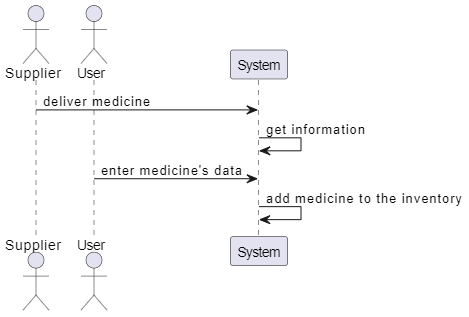 Supplier User System
deliver medicine
get information
enter medicine's data
add medicine to the inventory
Supplier User System